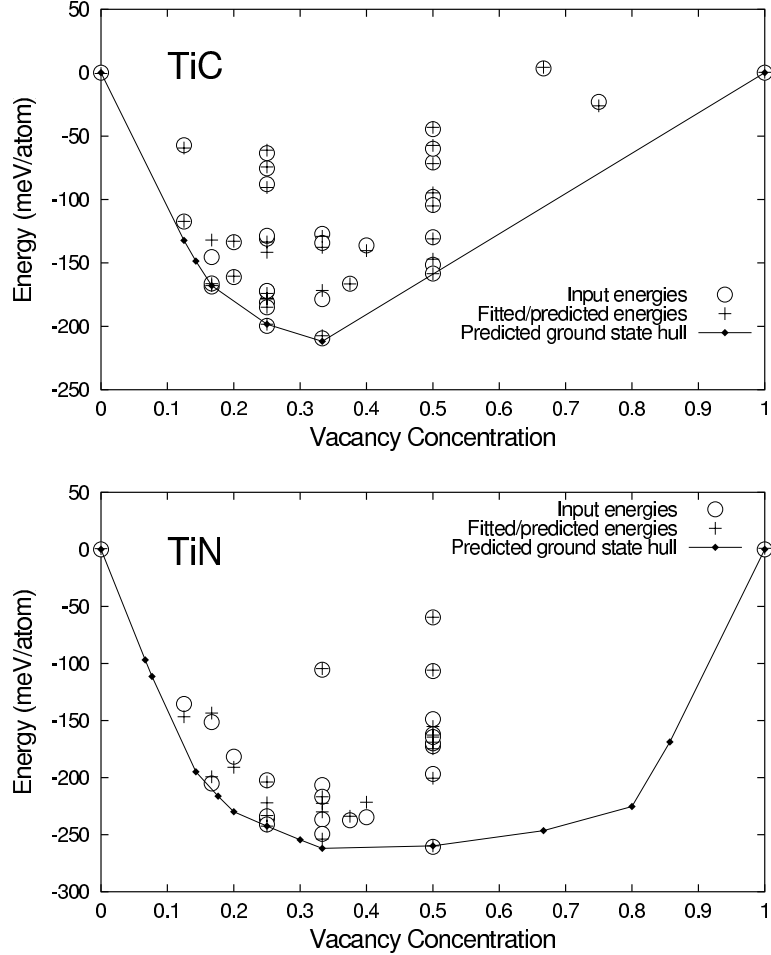 50
0
-50
-100
-150
-200
-250
Energy (meV/atom)
TiC
Input energies
Fitted/predicted energies
Predicted ground state hull
0 0.1 0.2 0.3 0.4 0.5 0.6 0.7 0.8 0.9 1
Vacancy Concentration
50
0
-50
-100
-150
-200
-250
-300
Energy (meV/atom)
TiN
Input energies
Fitted/predicted energies
Predicted ground state hull
0 0.1 0.2 0.3 0.4 0.5 0.6 0.7 0.8 0.9 1
Vacancy Concentration